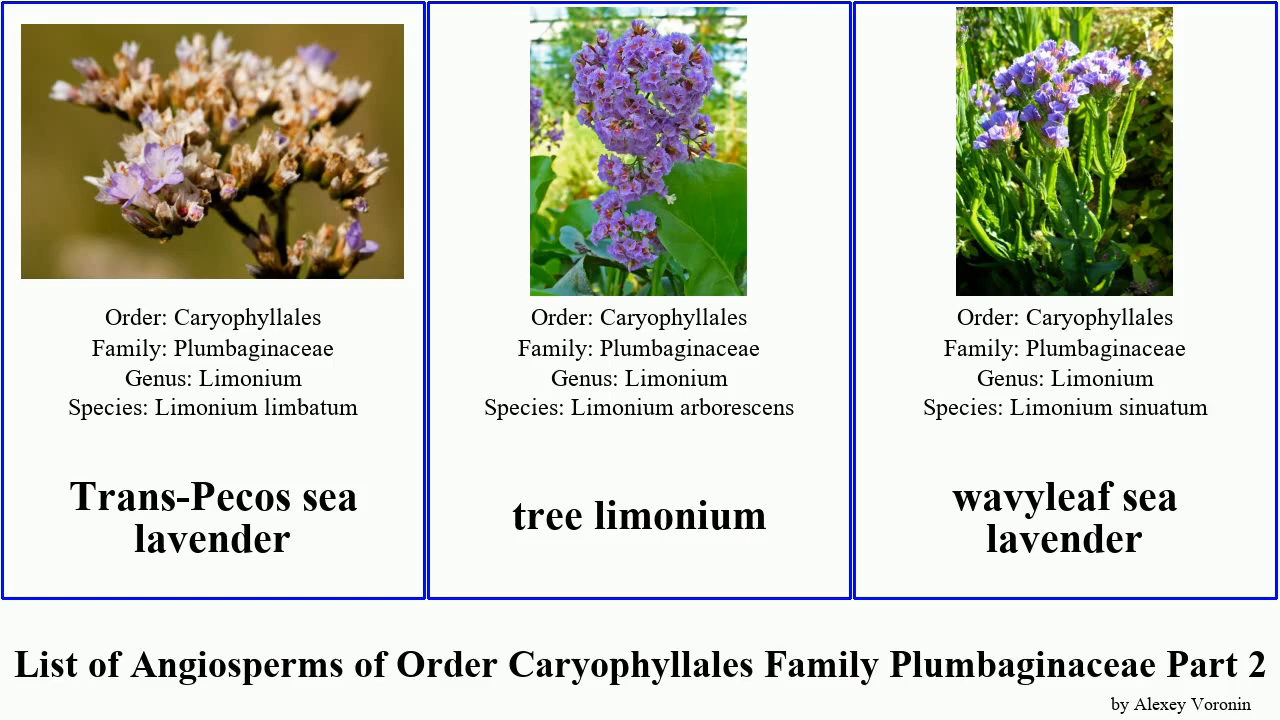 Order: Caryophyllales
Family: Plumbaginaceae
Genus: Limonium
Species: Limonium limbatum
Trans-Pecos sea
lavender
Order: Caryophyllales
Family: Plumbaginaceae
Genus: Limonium
Species: Limonium arborescens
tree limonium
Order: Caryophyllales
Family: Plumbaginaceae
Genus: Limonium
Species: Limonium sinuatum
wavyleaf sea
lavender
List of Angiosperms of Order Caryophyllales Family Plumbaginaceae Part 2
by Alexey Voronin